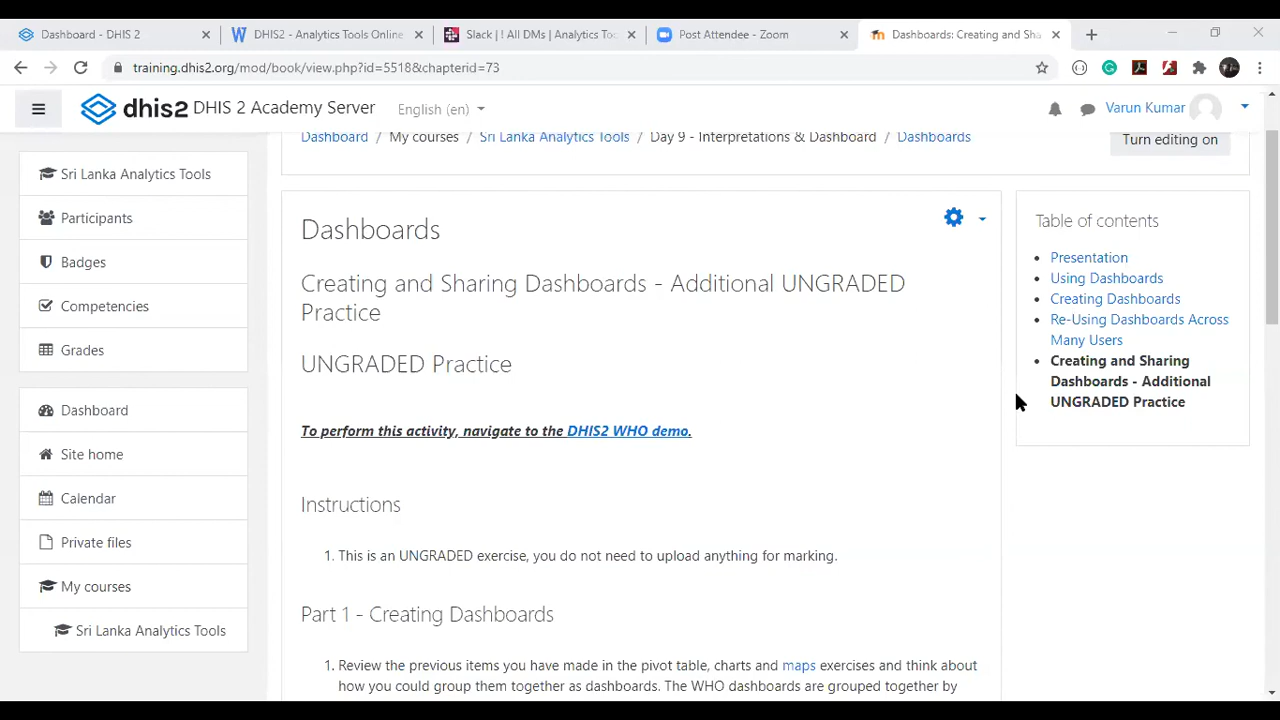 Dashboard - DHIS 2
DHIS2 - Analytics Tools Online
Slack | ! All DMs | Analytics Too
Post Attendee - Zoom
Dashboards: Creating and Sha
training.dhis2.org/mod/book/view.php?id=5518&chapterid=73
dhis2 DHIS 2 Academy Server
English (en)
Varun Kumar
Dashboard / My courses / Sri Lanka Analytics Tools / Day 9 - Interpretations & Dashboard / Dashboards
Turn editing on
Sri Lanka Analytics Tools
Participants
Badges
Competencies
Grades
Dashboard
Site home
Calendar
Private files
My courses
Sri Lanka Analytics Tools
Dashboards
Creating and Sharing Dashboards - Additional UNGRADED
Practice
UNGRADED Practice
To perform this activity, navigate to the DHIS2 WHO demo.
Instructions
1. This is an UNGRADED exercise, you do not need to upload anything for marking.
Part 1 - Creating Dashboards
1. Review the previous items you have made in the pivot table, charts and maps exercises and think about
how you could group them together as dashboards. The WHO dashboards are grouped together by
Table of contents
Presentation
Using Dashboards
Creating Dashboards
Re-Using Dashboards Across
Many Users
Creating and Sharing
Dashboards - Additional
UNGRADED Practice